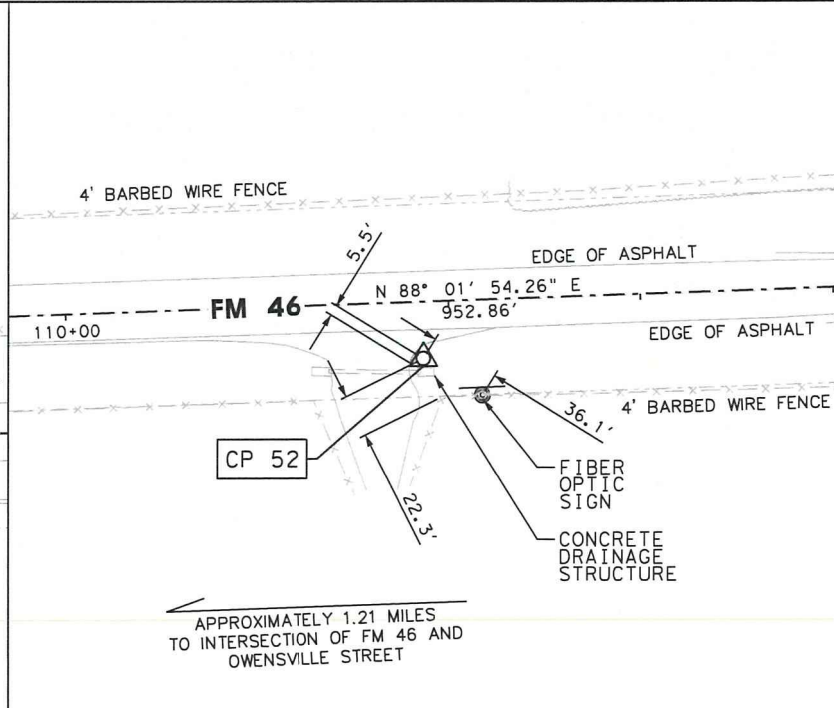 4' BARBED WIRE FENCE
5.5'
EDGE OF ASPHALT
FM 46
N 88° 01' 54.26" E
952.86'
110+00
EDGE OF ASPHALT
36.1'
4' BARBED WIRE FENCE
CP 52
22.3'
FIBER
OPTIC
SIGN
CONCRETE
DRAINAGE
STRUCTURE
APPROXIMATELY 1.21 MILES
TO INTERSECTION OF FM 46 AND
OWENSVILLE STREET